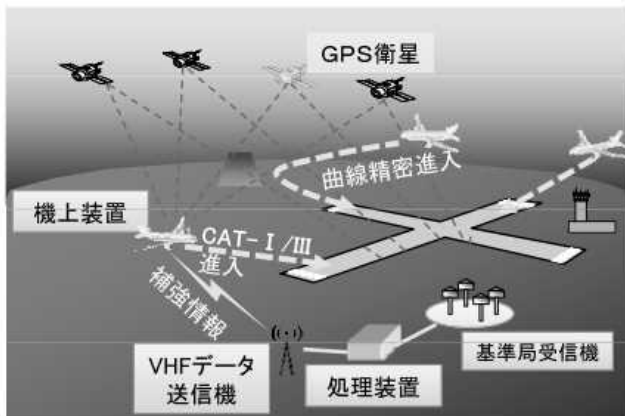 GPS衛星
曲線精密進入
機上装置
CAT-Ⅰ/Ⅲ
進入
補強情報
VHFデータ
送信機
処理装置
基準局受信機